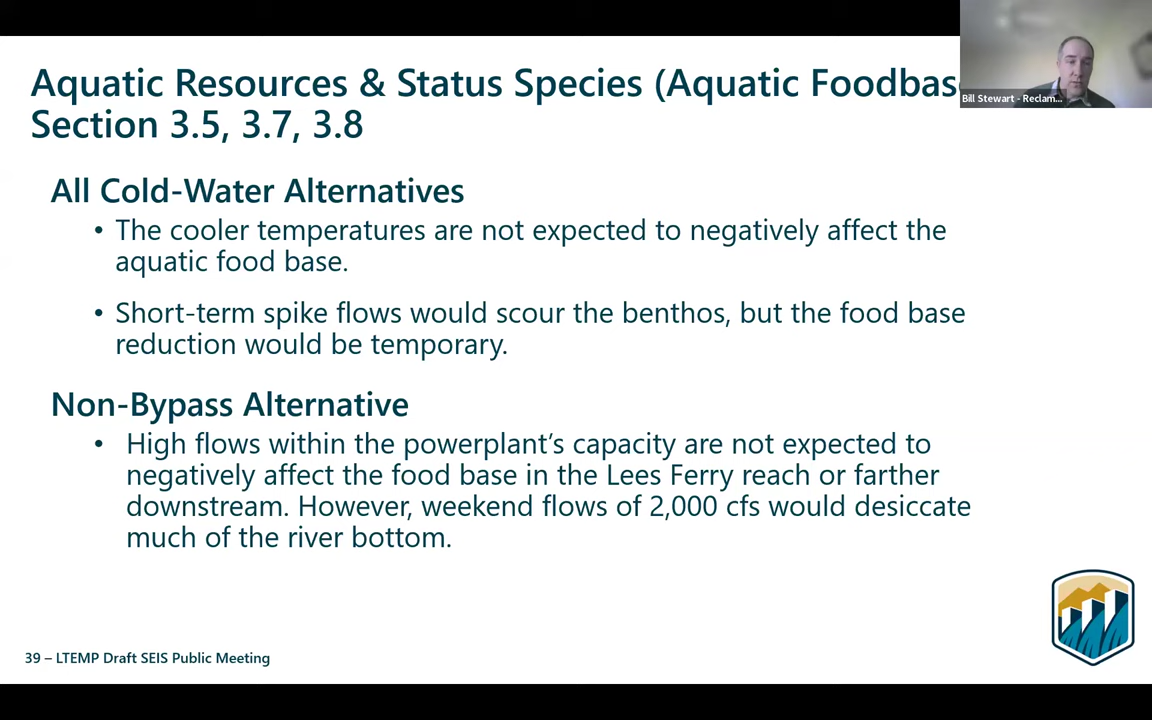 Aquatic Resources & Status Species (Aquatic Foodbas
Section 3.5, 3.7, 3.8
Bill Stewart - Reclam...
All Cold-Water Alternatives
• The cooler temperatures are not expected to negatively affect the
aquatic food base.
• Short-term spike flows would scour the benthos, but the food base
reduction would be temporary.
Non-Bypass Alternative
• High flows within the powerplant's capacity are not expected to
negatively affect the food base in the Lees Ferry reach or farther
downstream. However, weekend flows of 2,000 cfs would desiccate
much of the river bottom.
39 – LTEMP Draft SEIS Public Meeting